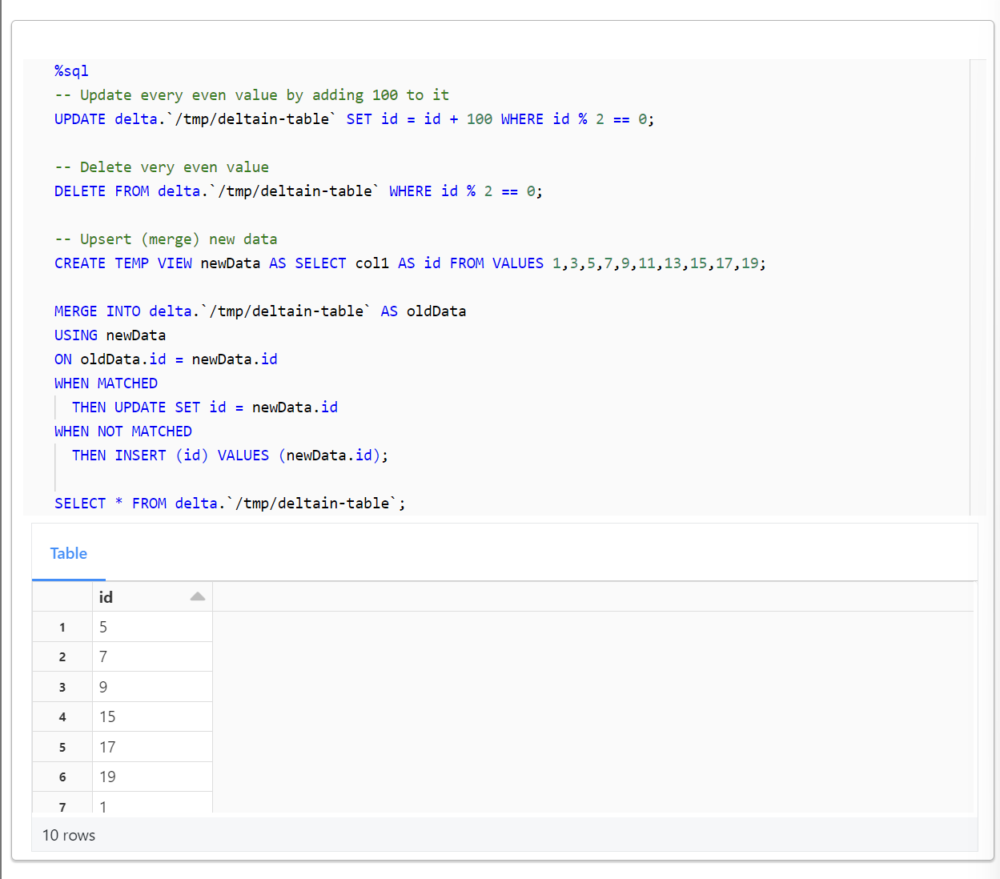 %sql
-- Update every even value by adding 100 to it
UPDATE delta.`/tmp/deltain-table` SET id = id + 100 WHERE id % 2 == 0;
-- Delete very even value
DELETE FROM delta.`/tmp/deltain-table` WHERE id % 2 == 0;
-- Upsert (merge) new data
CREATE TEMP VIEW newData AS SELECT col1 AS id FROM VALUES 1,3,5,7,9,11,13,15,17,19;
MERGE INTO delta.`/tmp/deltain-table` AS oldData
USING newData
ON oldData.id = newData.id
WHEN MATCHED
THEN UPDATE SET id = newData.id
WHEN NOT MATCHED
THEN INSERT (id) VALUES (newData.id);
SELECT * FROM delta.`/tmp/deltain-table`;
Table
id
1 5
2 7
3 9
4 15
5 17
6 19
7 1
10 rows